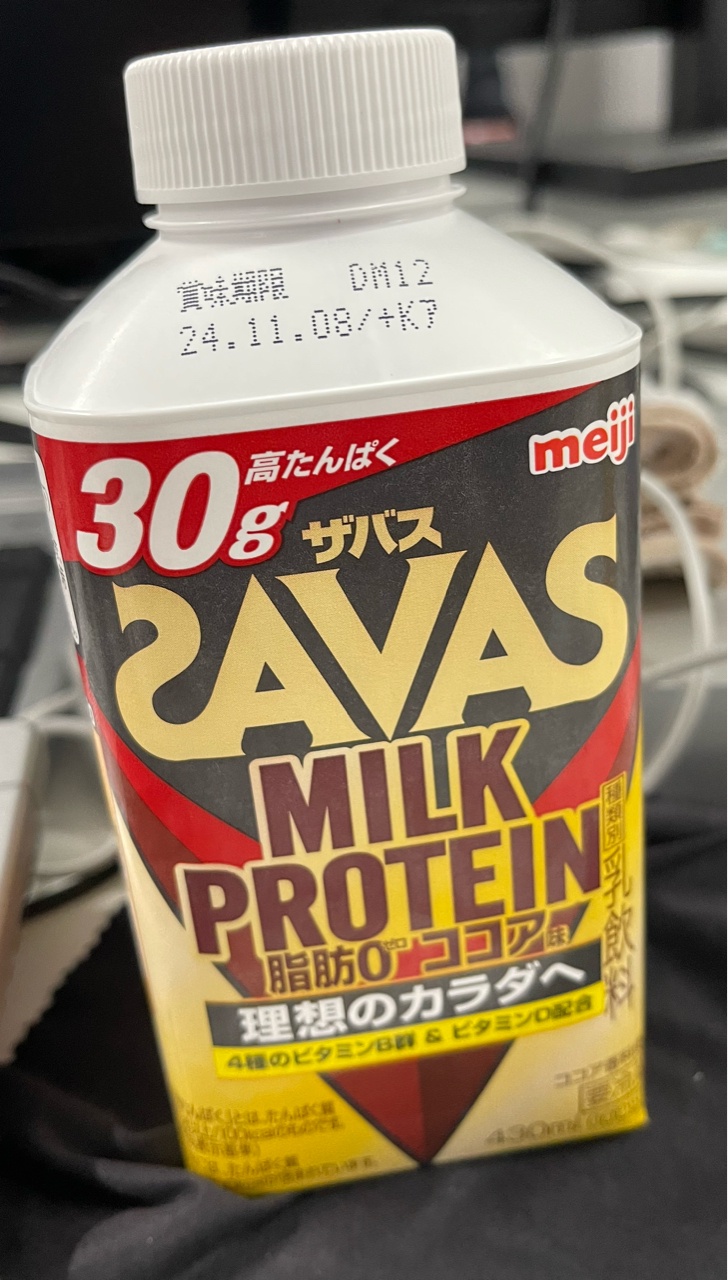 賞味期限 DM12
24.11.08/+K7
30g 高たんぱく
meiji
ザバス
SAVAS
MILK
PROTEIN
脂肪0 ゼロ ココア味
理想のカラダへ
4種のビタミンB群 & ビタミンD配合
種類別 乳飲料
430ml